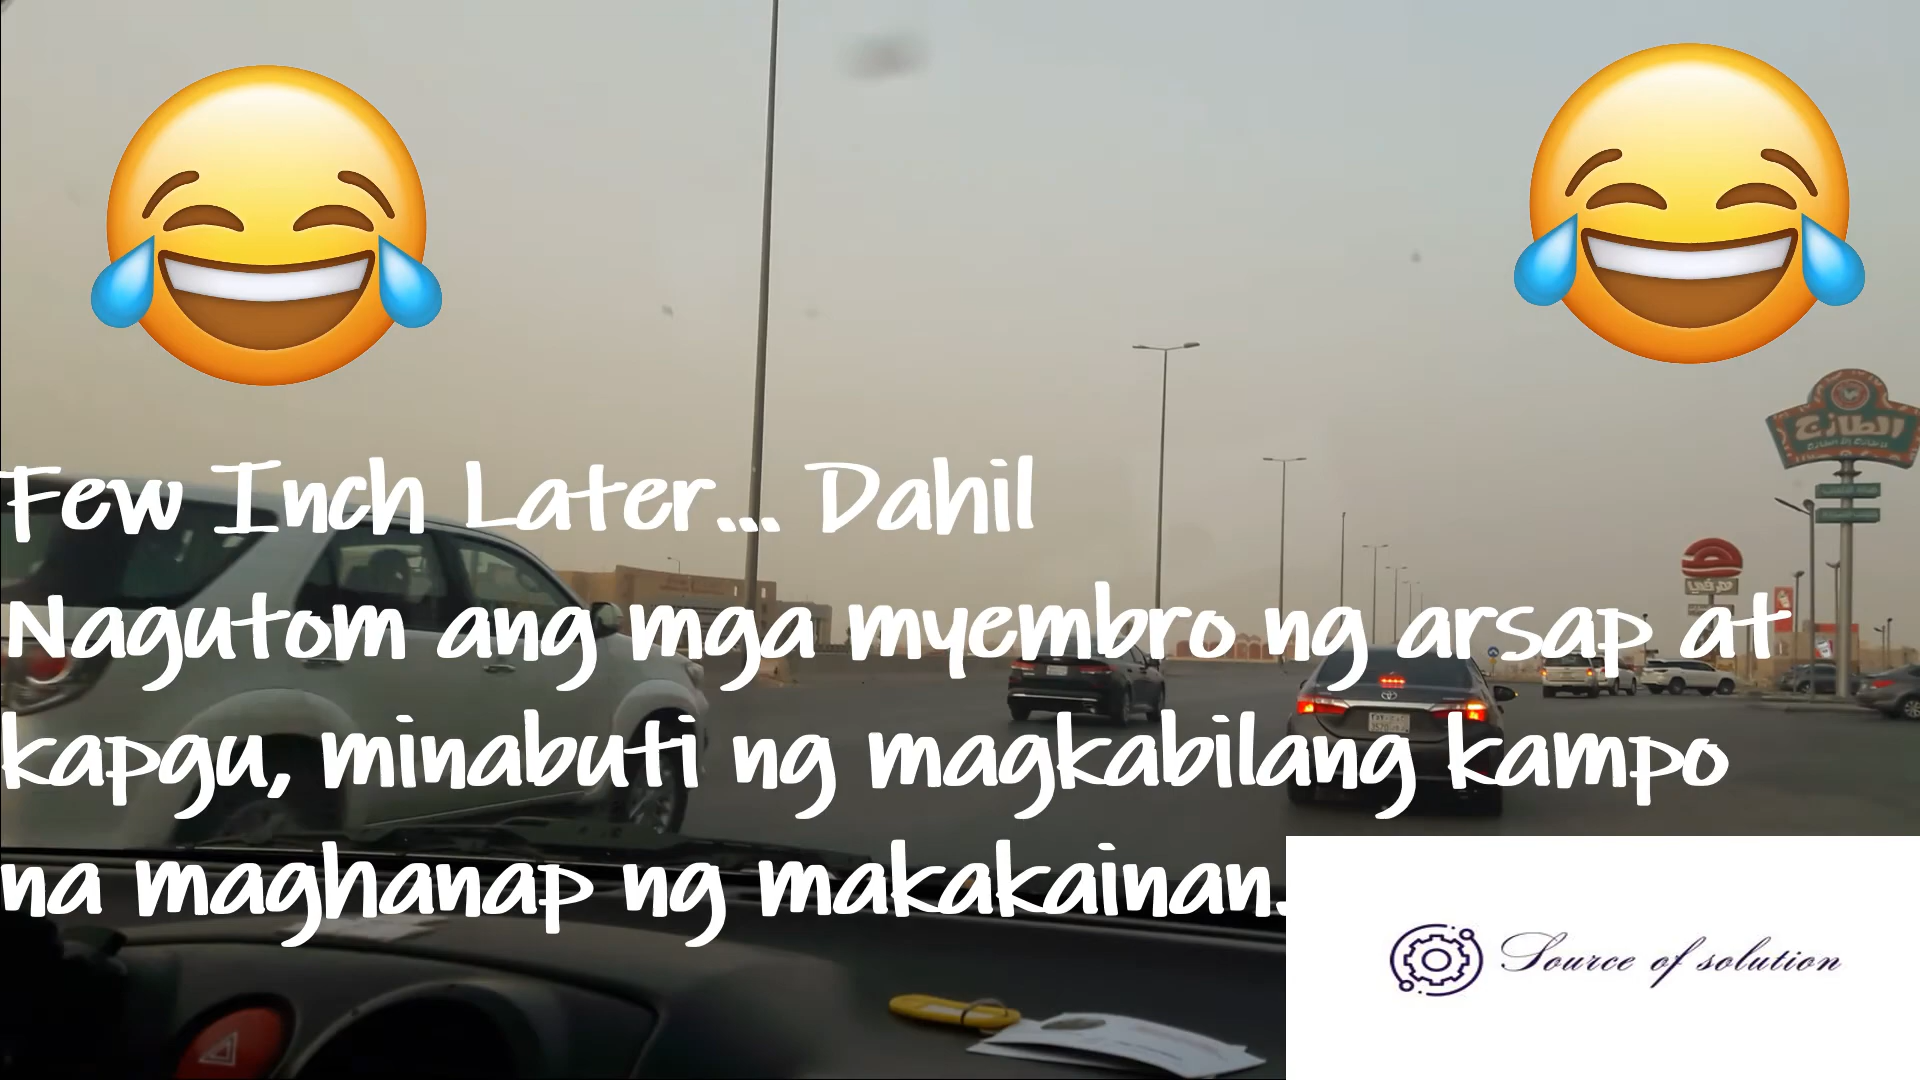 الطازج
Few Inch Later... Dahil
Nagutom ang mga myembro ng arsap at
kapgu, minabuti ng magkabilang kampo
na maghanap ng makakainan.
Source of solution